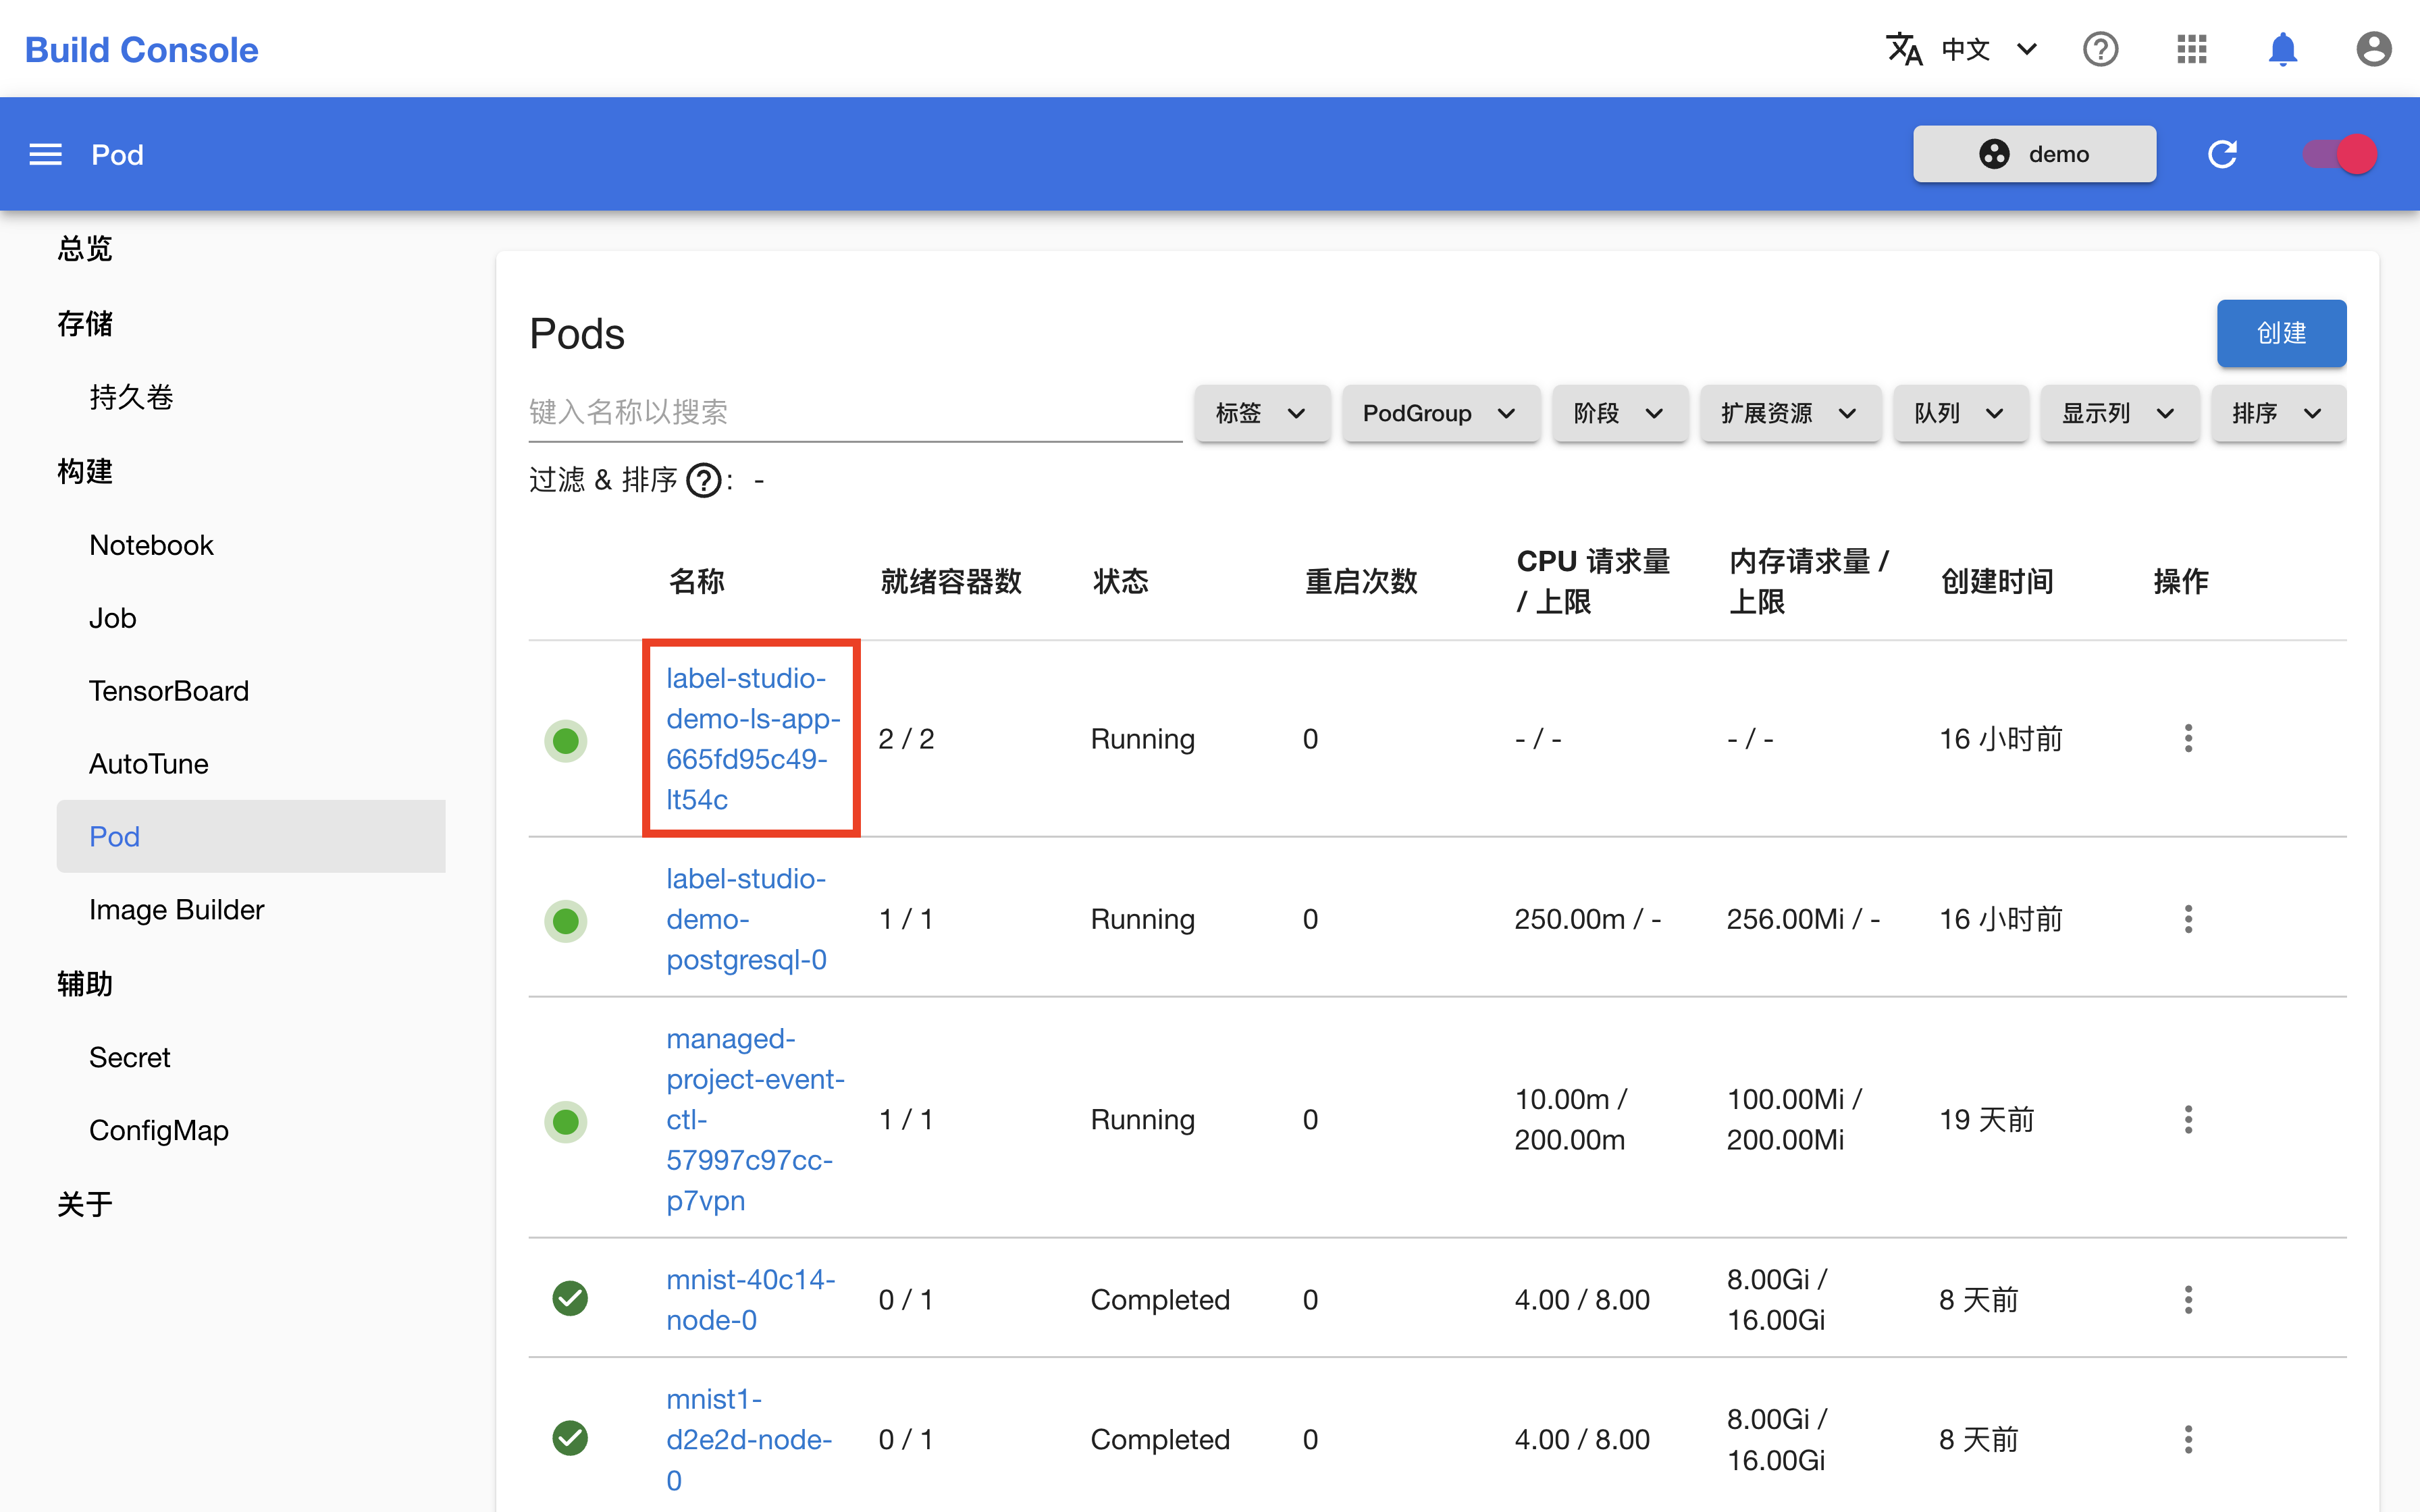 Build Console
中文
Pod
demo
总览
存储
持久卷
构建
Notebook
Job
TensorBoard
AutoTune
Pod
Image Builder
辅助
Secret
ConfigMap
关于
Pods
创建
键入名称以搜索
标签
PodGroup
阶段
扩展资源
队列
显示列
排序
过滤 & 排序 ? : -
名称
就绪容器数
状态
重启次数
CPU 请求量
/ 上限
内存请求量 /
上限
创建时间
操作
label-studio-
demo-ls-app-
665fd95c49-
lt54c
2 / 2
Running
0
- / -
- / -
16 小时前
label-studio-
demo-
postgresql-0
1 / 1
Running
0
250.00m / -
256.00Mi / -
16 小时前
managed-
project-event-
ctl-
57997c97cc-
p7vpn
1 / 1
Running
0
10.00m /
200.00m
100.00Mi /
200.00Mi
19 天前
mnist-40c14-
node-0
0 / 1
Completed
0
4.00 / 8.00
8.00Gi /
16.00Gi
8 天前
mnist1-
d2e2d-node-
0
0 / 1
Completed
0
4.00 / 8.00
8.00Gi /
16.00Gi
8 天前